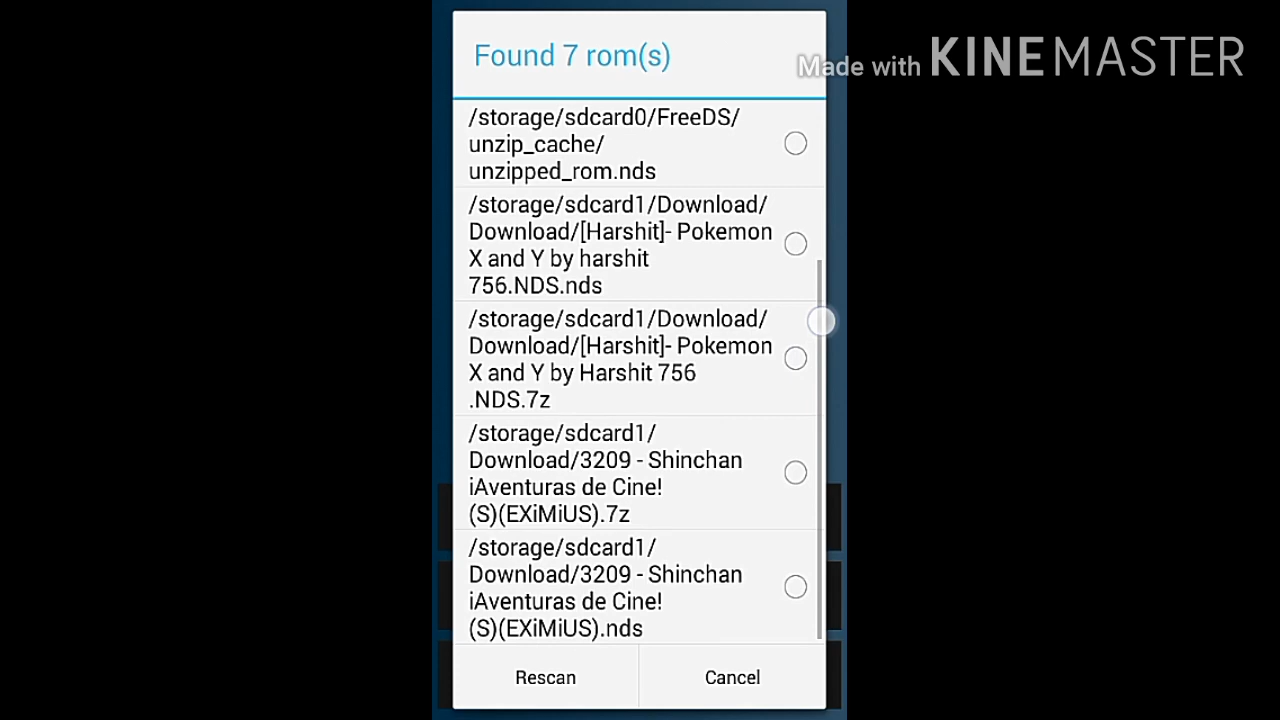 Found 7 rom(s)
Made with KINEMASTER
/storage/sdcard0/FreeDS/
unzip_cache/
unzipped_rom.nds
/storage/sdcard1/Download/
Download/[Harshit]- Pokemon
X and Y by harshit
756.NDS.nds
/storage/sdcard1/Download/
Download/[Harshit]- Pokemon
X and Y by Harshit 756
.NDS.7z
/storage/sdcard1/
Download/3209 - Shinchan
iAventuras de Cine!
(S)(EXiMiUS).7z
/storage/sdcard1/
Download/3209 - Shinchan
iAventuras de Cine!
(S)(EXiMiUS).nds
Rescan
Cancel